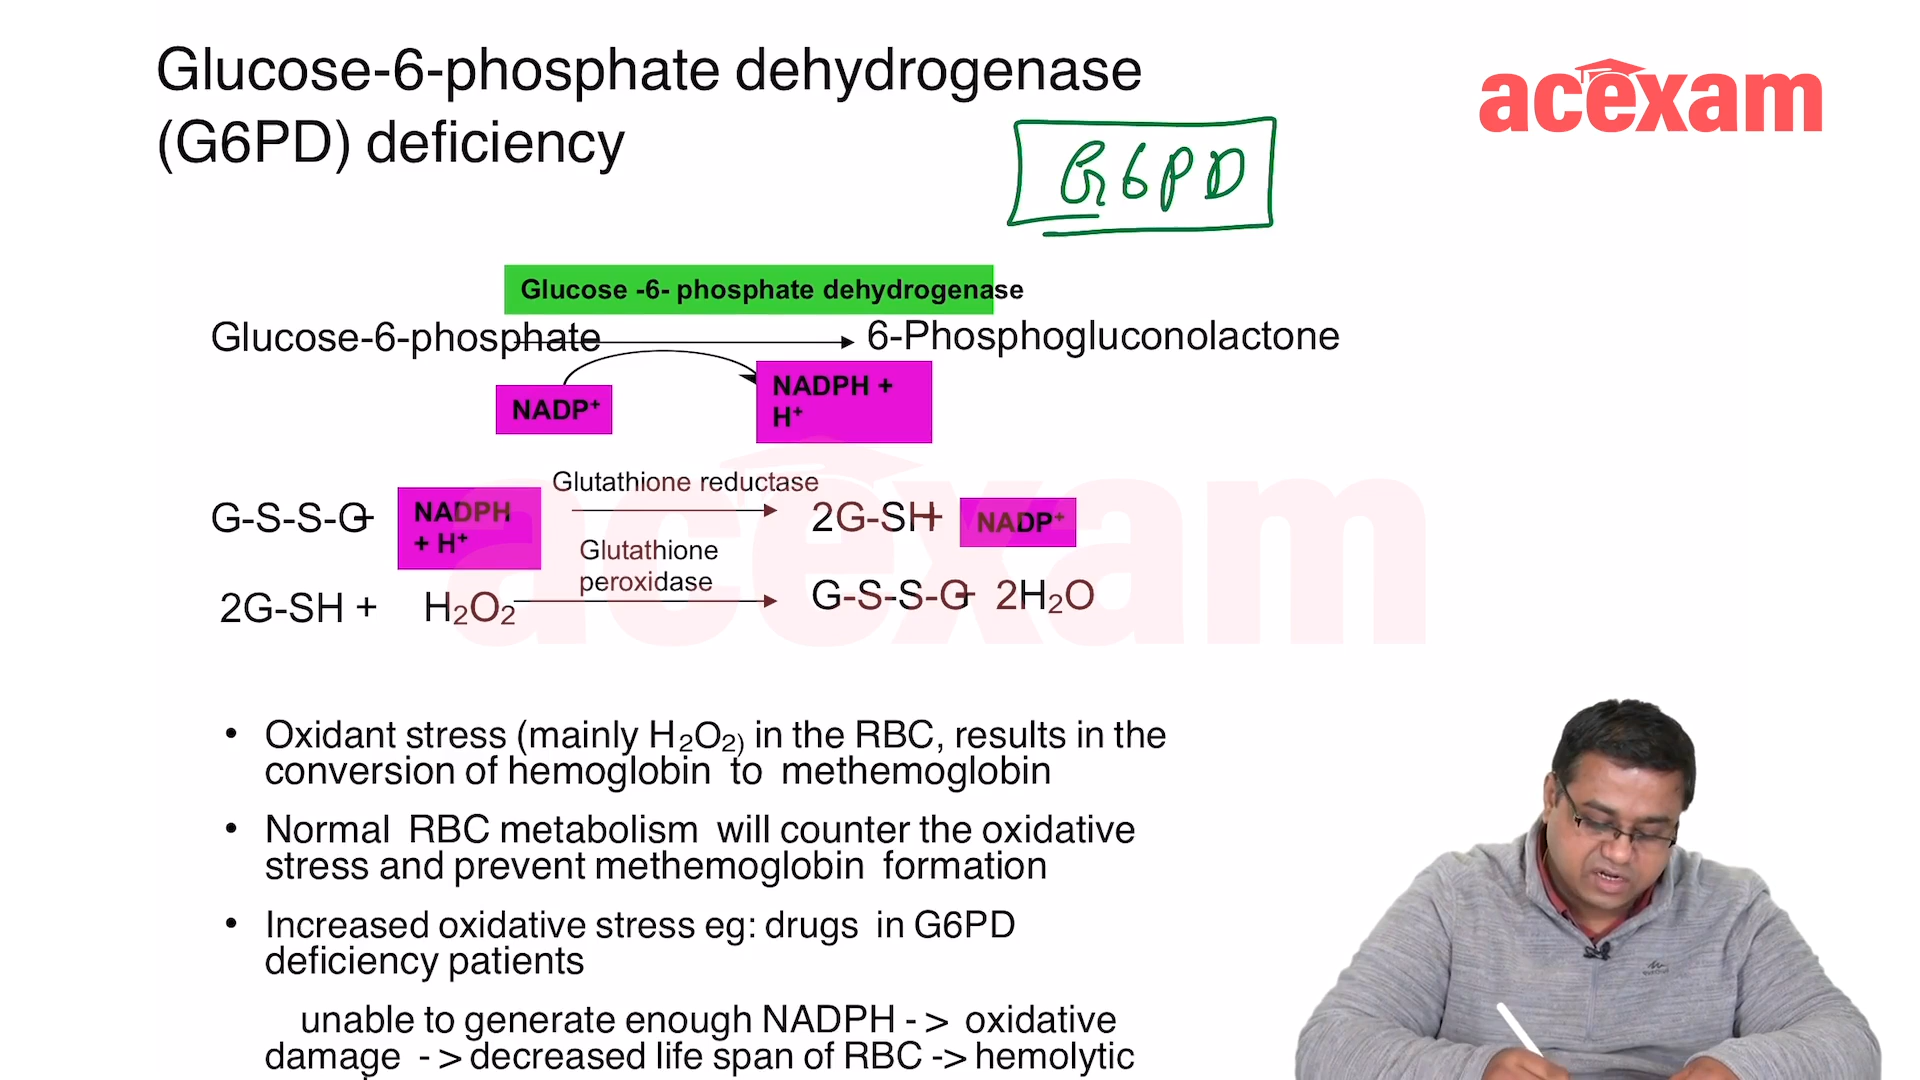 Glucose-6-phosphate dehydrogenase
(G6PD) deficiency
acexam
G6PD
Glucose -6- phosphate dehydrogenase
Glucose-6-phosphate
6-Phosphogluconolactone
NADP⁺
NADPH +
H⁺
Glutathione reductase
G-S-S-G+
NADPH
+ H⁺
2G-SH+
NADP⁺
Glutathione
peroxidase
2G-SH +
H₂O₂
G-S-S-G+ 2H₂O
acexam
• Oxidant stress (mainly H₂O₂₎ in the RBC, results in the
conversion of hemoglobin to methemoglobin
• Normal RBC metabolism will counter the oxidative
stress and prevent methemoglobin formation
• Increased oxidative stress eg: drugs in G6PD
deficiency patients
unable to generate enough NADPH - > oxidative
damage - > decreased life span of RBC -> hemolytic